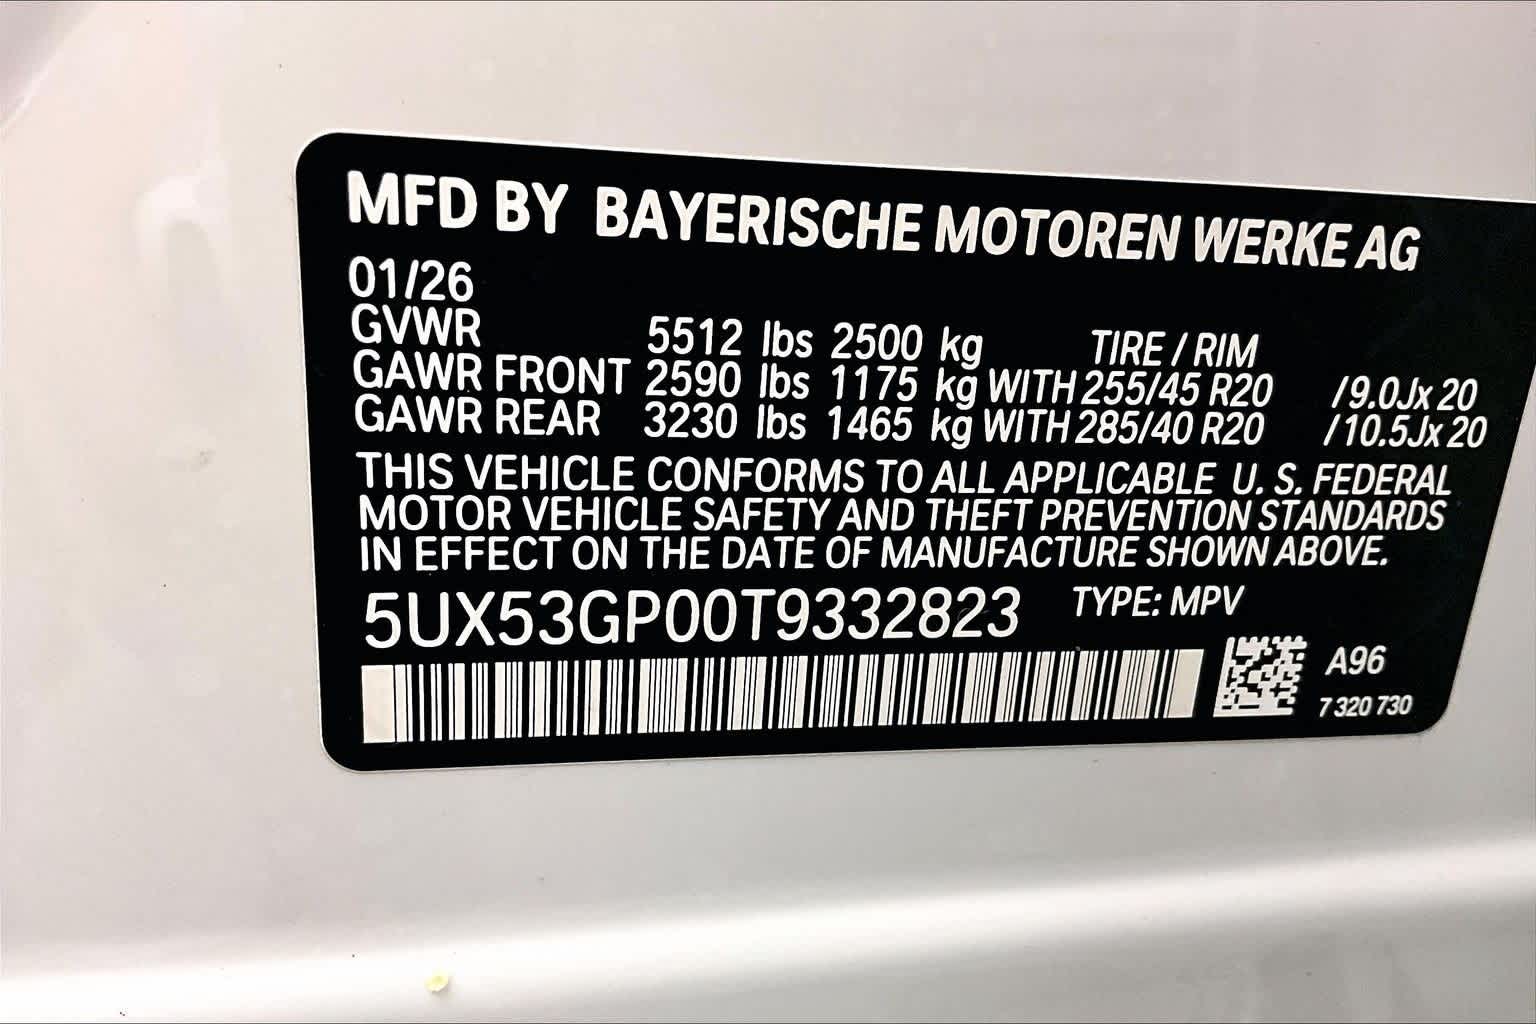 MFD BY BAYERISCHE MOTOREN WERKE AG
01/26
GVWR 5512 lbs 2500 kg TIRE / RIM
GAWR FRONT 2590 lbs 1175 kg WITH 255/45 R20 /9.0Jx 20
GAWR REAR 3230 lbs 1465 kg WITH 285/40 R20 /10.5Jx 20
THIS VEHICLE CONFORMS TO ALL APPLICABLE U. S. FEDERAL
MOTOR VEHICLE SAFETY AND THEFT PREVENTION STANDARDS
IN EFFECT ON THE DATE OF MANUFACTURE SHOWN ABOVE.
5UX53GP00T9332823 TYPE: MPV
A96
7 320 730